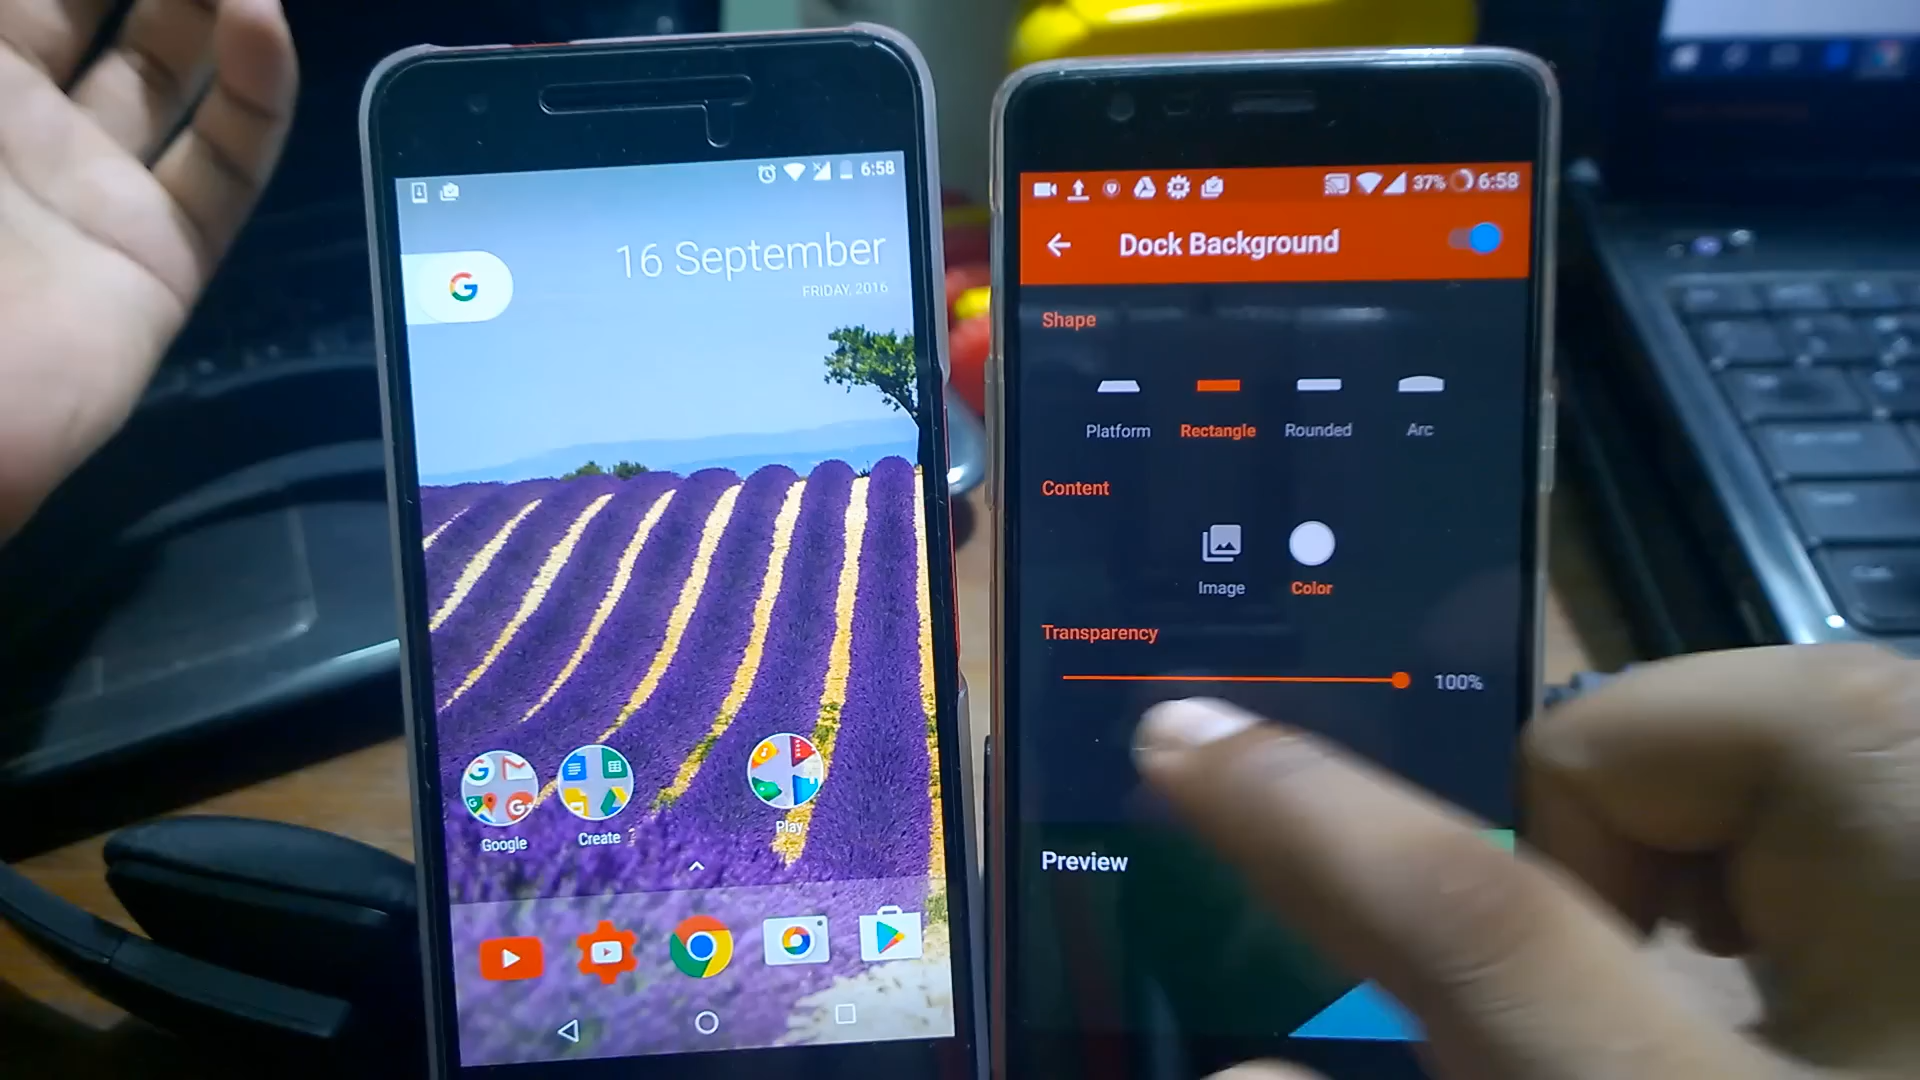 6:58
16 September
FRIDAY, 2016
Google
Create
Play
37%
6:58
Dock Background
Shape
Platform
Rectangle
Rounded
Arc
Content
Image
Color
Transparency
100%
Preview